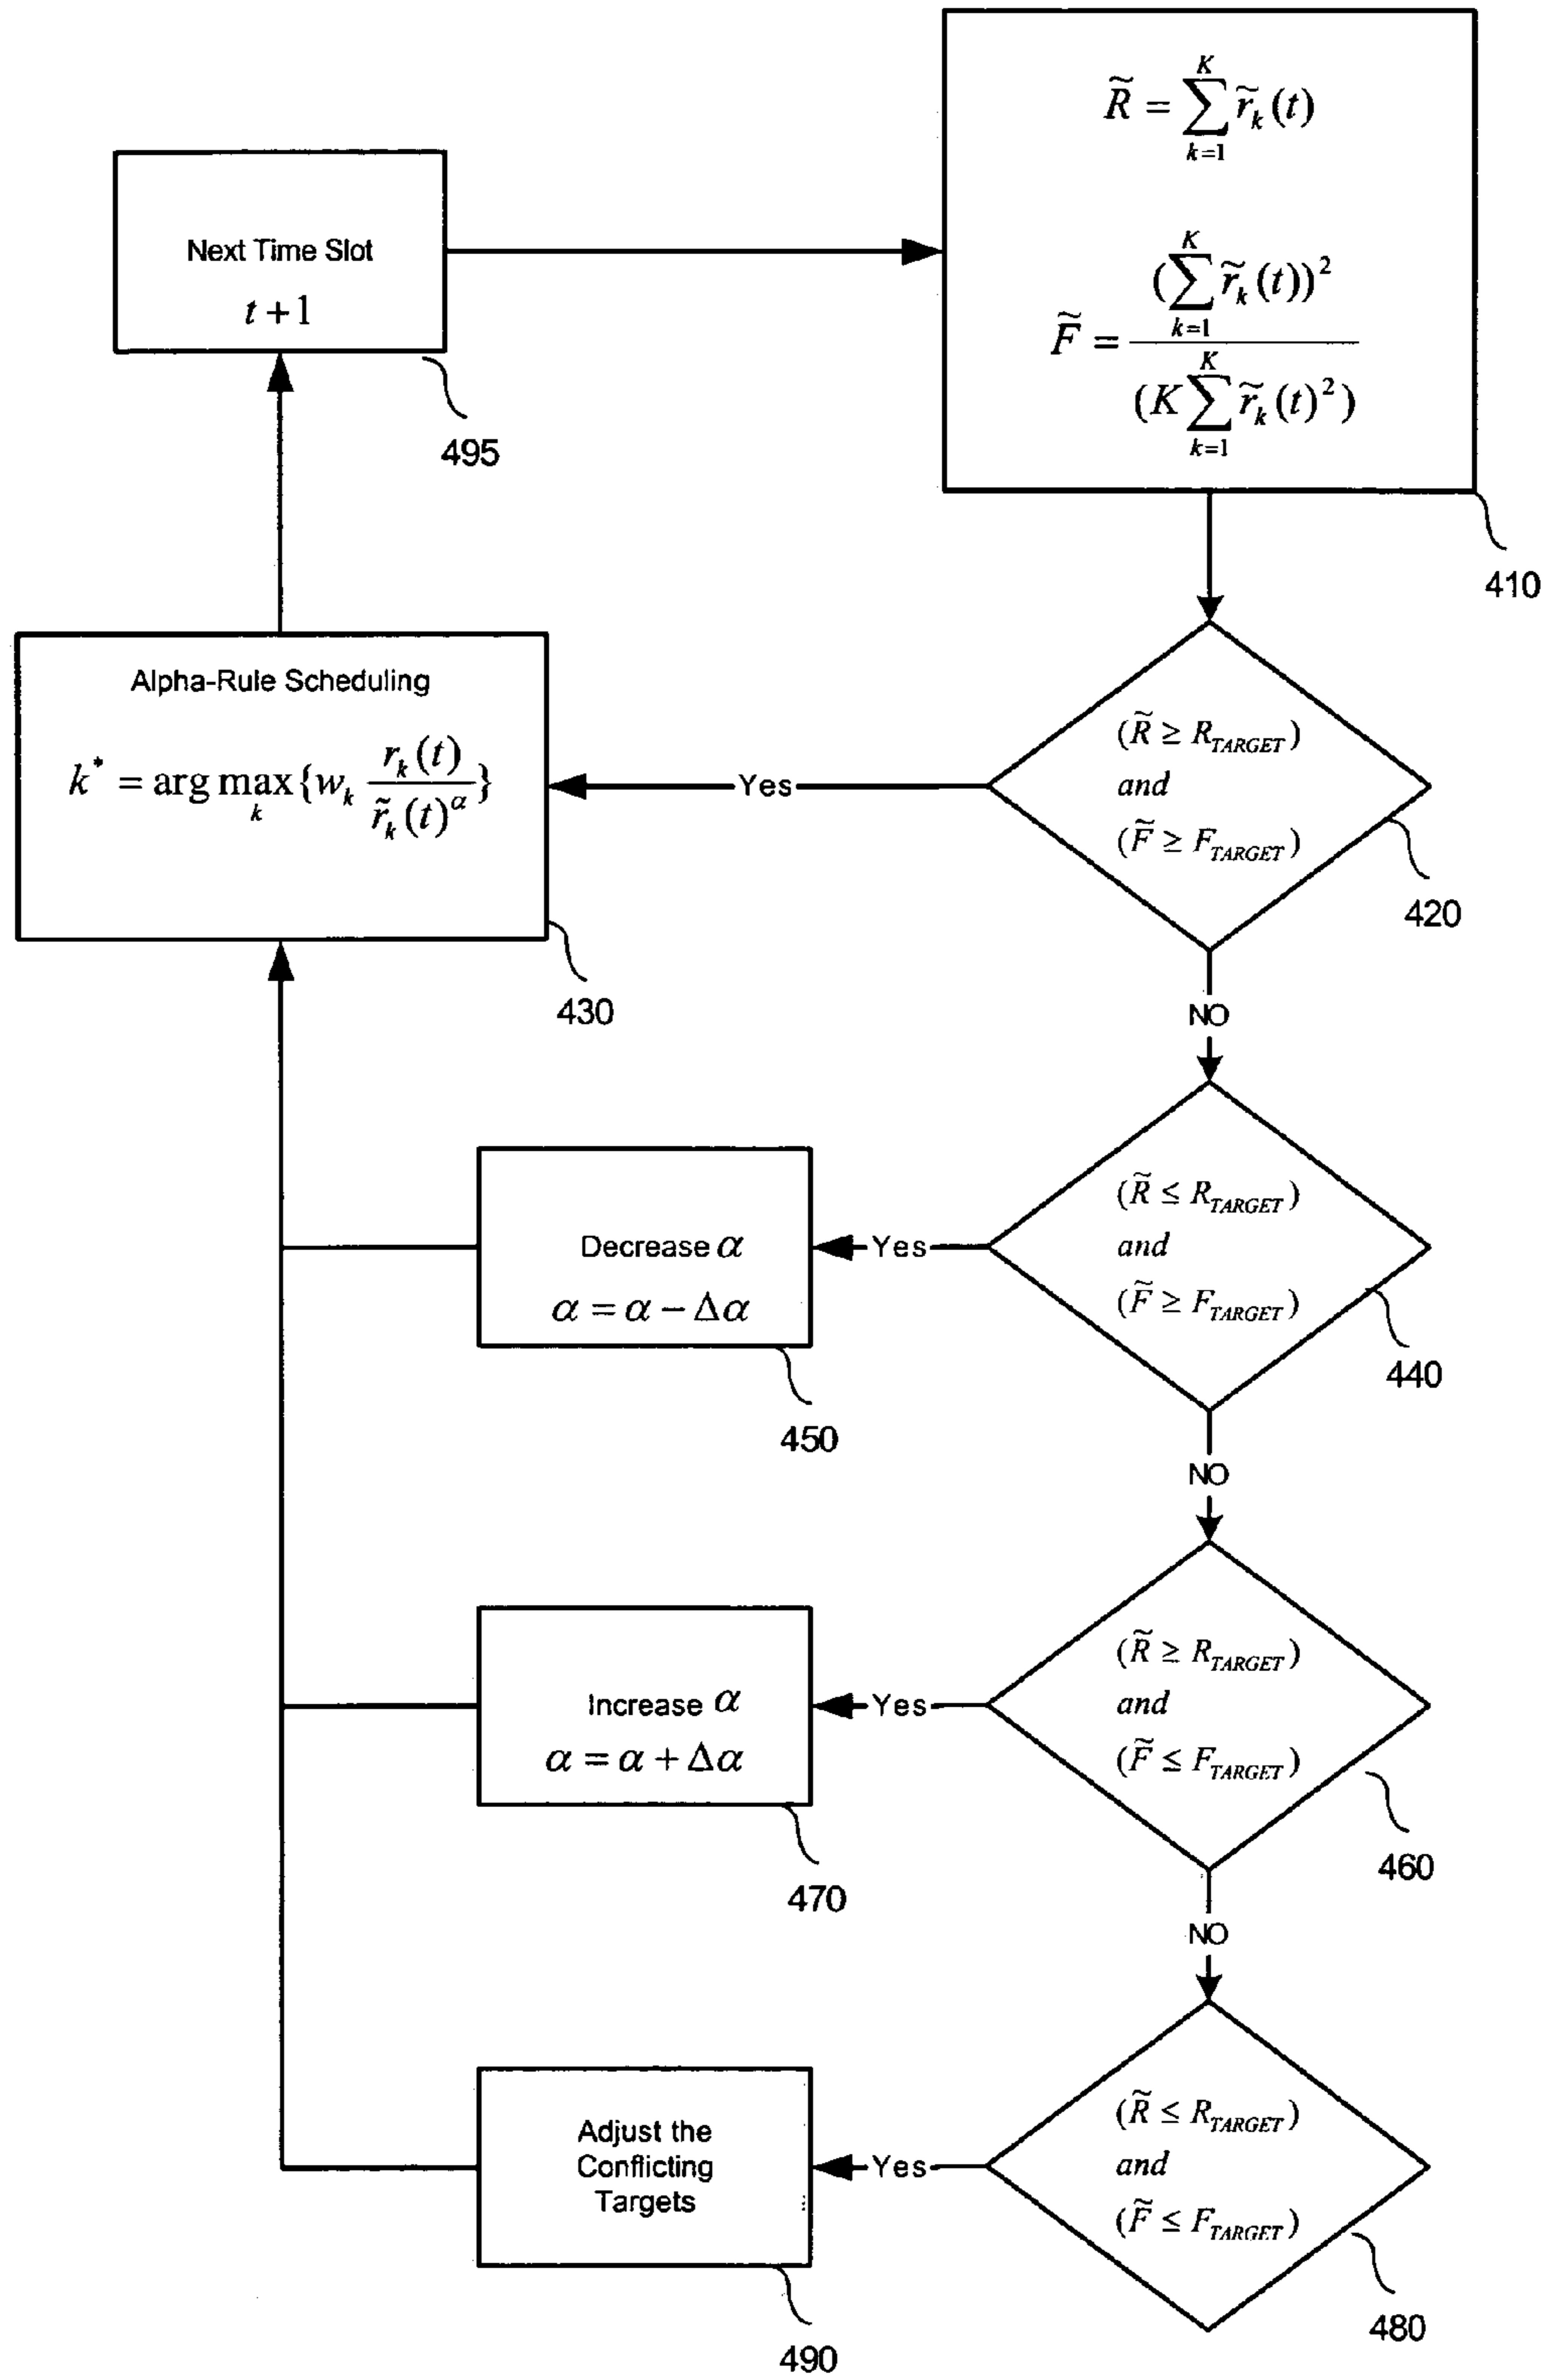 R̃ = ∑_{k=1}^{K} r̃_k(t)
F̃ = (∑_{k=1}^{K} r̃_k(t))² / (K∑_{k=1}^{K} r̃_k(t)²)
410
Next Time Slot
t+1
495
Alpha-Rule Scheduling
k* = arg max_k {w_k r_k(t) / r̃_k(t)^α}
430
Yes
(R̃ ≥ R_TARGET)
and
(F̃ ≥ F_TARGET)
420
NO
Decrease α
α = α − Δα
450
Yes
(R̃ ≤ R_TARGET)
and
(F̃ ≥ F_TARGET)
440
NO
Increase α
α = α + Δα
470
Yes
(R̃ ≥ R_TARGET)
and
(F̃ ≤ F_TARGET)
460
NO
Adjust the
Conflicting
Targets
490
Yes
(R̃ ≤ R_TARGET)
and
(F̃ ≤ F_TARGET)
480